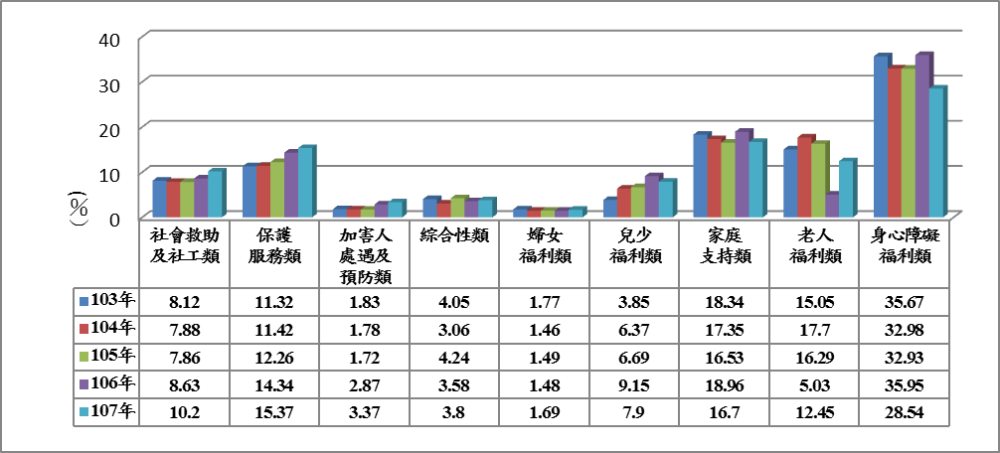 40
30
20
10
0
(%)
社會救助 保護 加害人 綜合性類 婦女 兒少 家庭 老人 身心障礙
及社工類 服務類 處遇及 福利類 福利類 支持類 福利類 福利類
預防類
103年 8.12 11.32 1.83 4.05 1.77 3.85 18.34 15.05 35.67
104年 7.88 11.42 1.78 3.06 1.46 6.37 17.35 17.7 32.98
105年 7.86 12.26 1.72 4.24 1.49 6.69 16.53 16.29 32.93
106年 8.63 14.34 2.87 3.58 1.48 9.15 18.96 5.03 35.95
107年 10.2 15.37 3.37 3.8 1.69 7.9 16.7 12.45 28.54